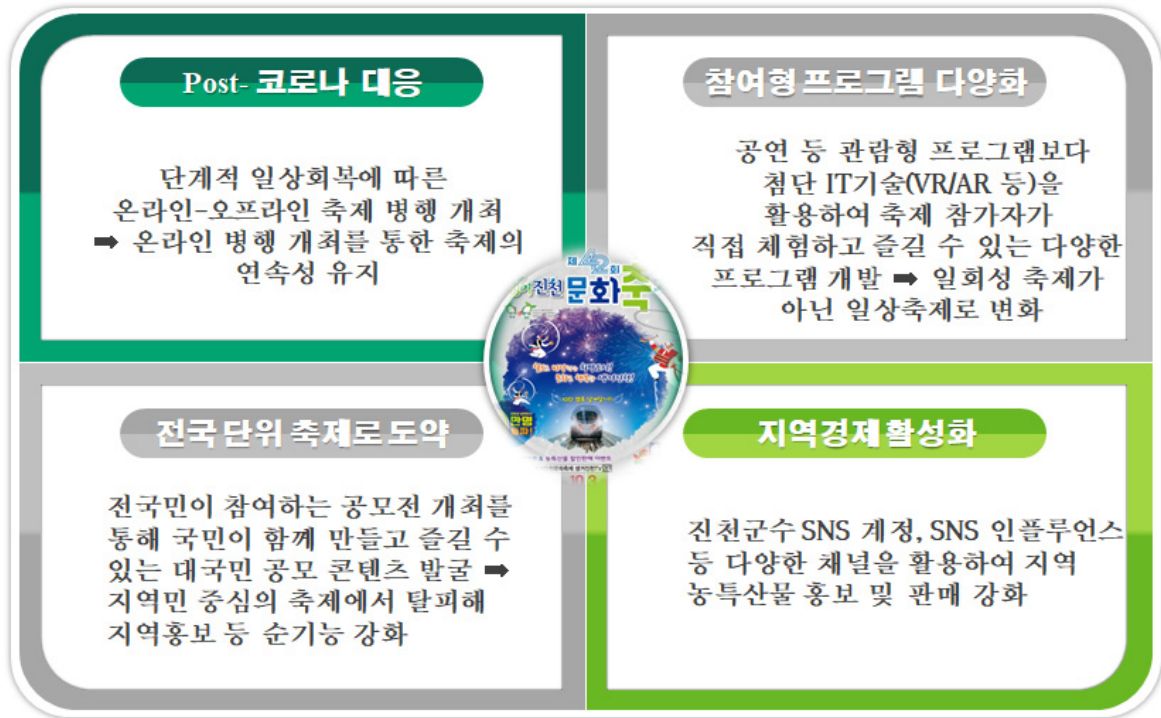 Post- 코로나 대응
단계적 일상회복에 따른
온라인-오프라인 축제 병행 개최
➡ 온라인 병행 개최를 통한 축제의
연속성 유지
참여형 프로그램 다양화
공연 등 관람형 프로그램보다
첨단 IT기술(VR/AR 등)을
활용하여 축제 참가자가
직접 체험하고 즐길 수 있는 다양한
프로그램 개발 ➡ 일회성 축제가
아닌 일상축제로 변화
제42회
진천 문화축
10.3
전국 단위 축제로 도약
전국민이 참여하는 공모전 개최를
통해 국민이 함께 만들고 즐길 수
있는 대국민 공모 콘텐츠 발굴 ➡
지역민 중심의 축제에서 탈피해
지역홍보 등 순기능 강화
지역경제 활성화
진천군수 SNS 계정, SNS 인플루언스
등 다양한 채널을 활용하여 지역
농특산물 홍보 및 판매 강화